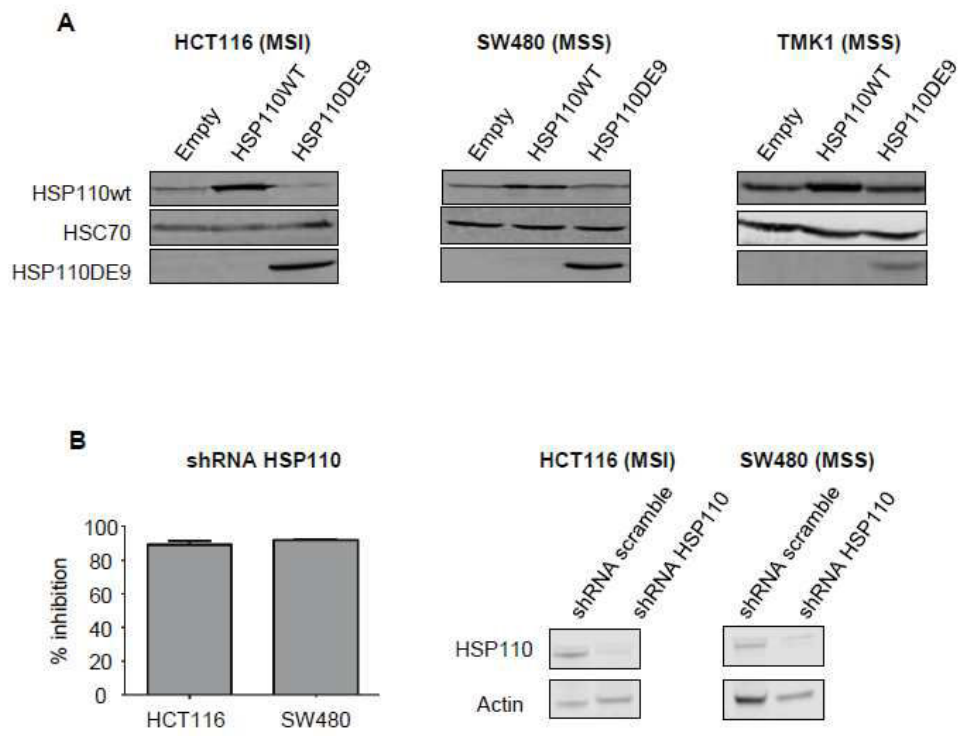 A
HCT116 (MSI)
SW480 (MSS)
TMK1 (MSS)
Empty
HSP110WT
HSP110DE9
Empty
HSP110WT
HSP110DE9
Empty
HSP110WT
HSP110DE9
HSP110wt
HSC70
HSP110DE9
B
shRNA HSP110
% inhibition
100
80
60
40
20
0
HCT116
SW480
HCT116 (MSI)
SW480 (MSS)
shRNA scramble
shRNA HSP110
shRNA scramble
shRNA HSP110
HSP110
Actin